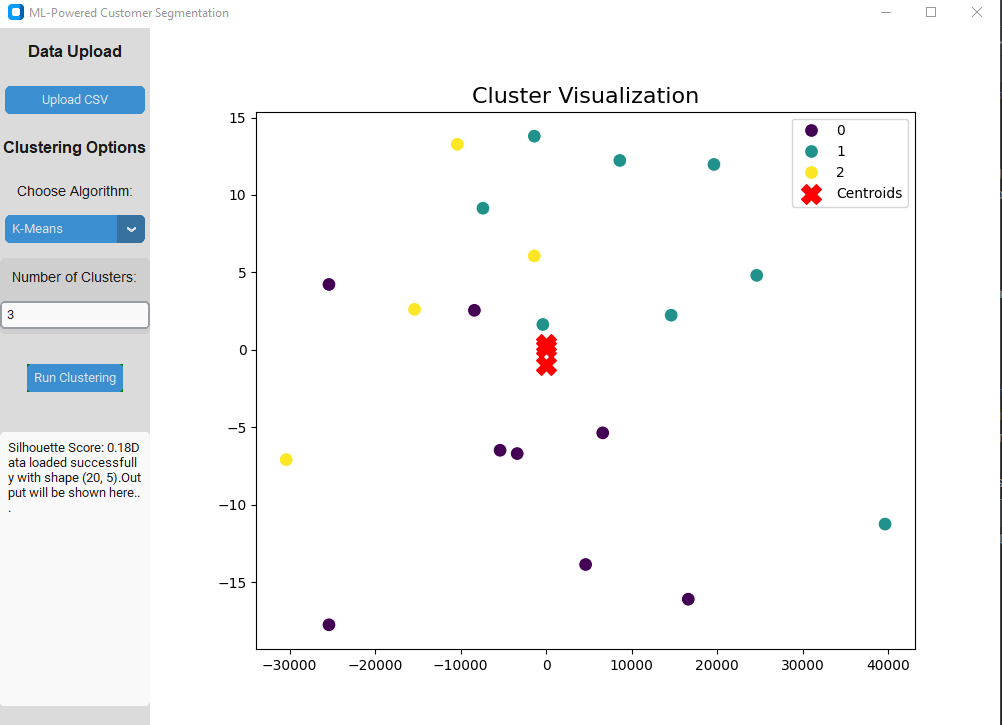 ML-Powered Customer Segmentation
Data Upload
Upload CSV
Clustering Options
Choose Algorithm:
K-Means
Number of Clusters:
3
Run Clustering
Silhouette Score: 0.18D
ata loaded successfull
y with shape (20, 5).Out
put will be shown here..
.
Cluster Visualization
15
10
5
0
−5
−10
−15
0
1
2
Centroids
−30000 −20000 −10000 0 10000 20000 30000 40000